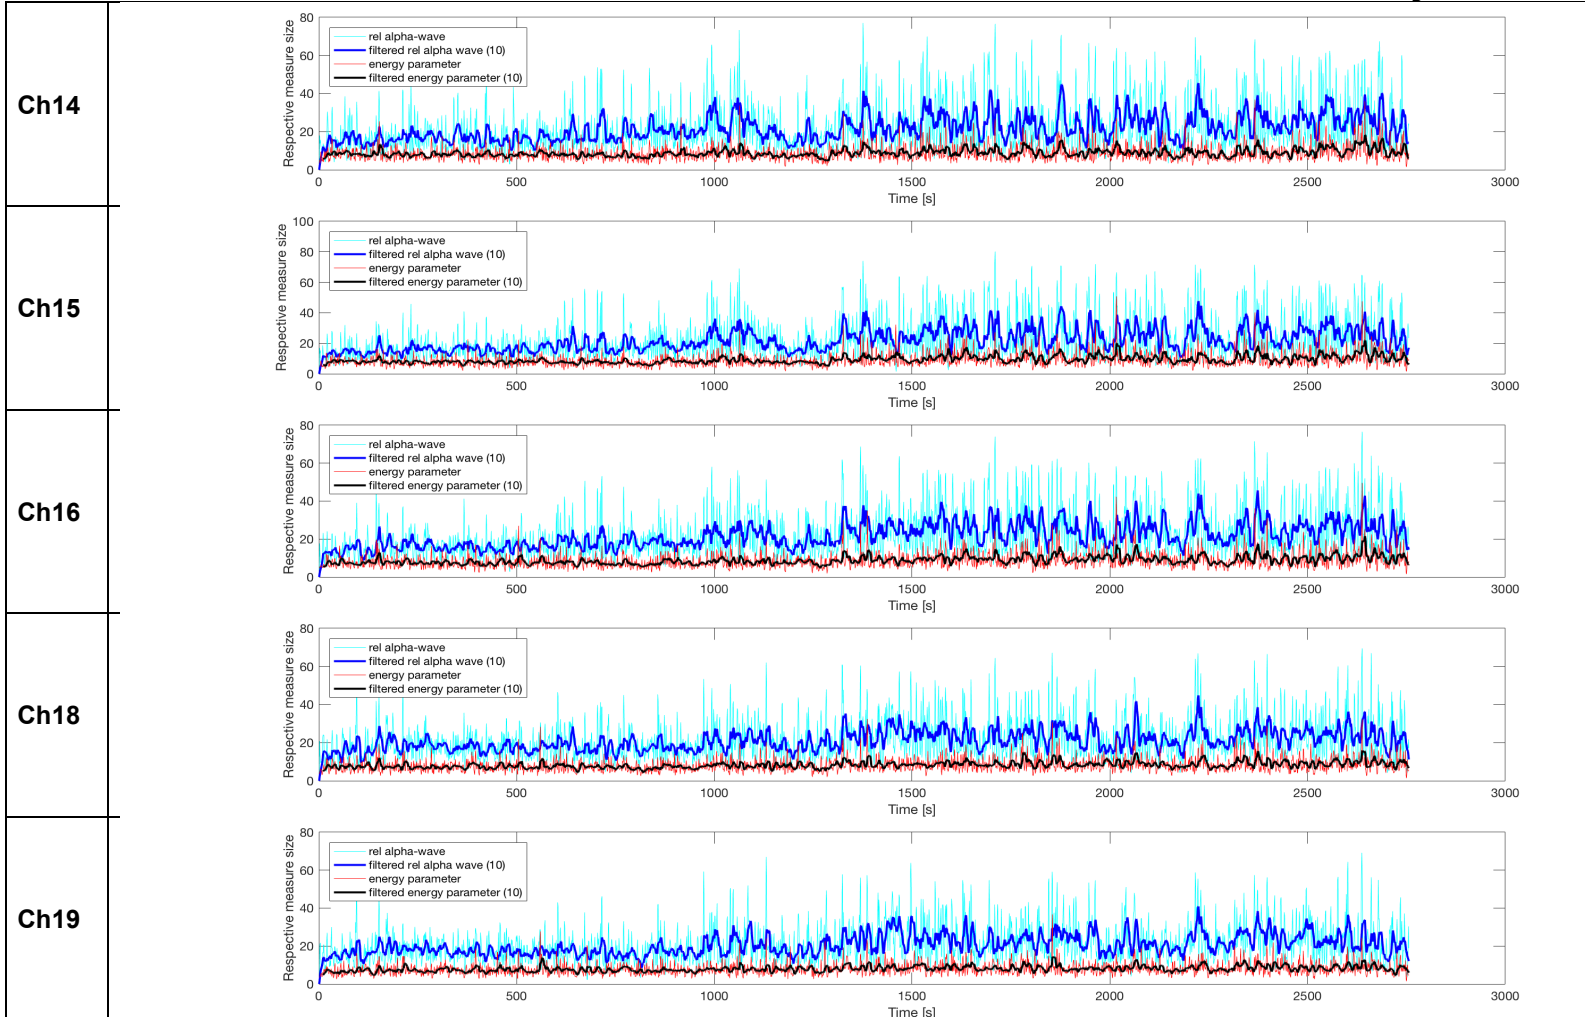 Ch14
Respective measure size
80
60
40
20
0
rel alpha-wave
filtered rel alpha wave (10)
energy parameter
filtered energy parameter (10)
0 500 1000 1500 2000 2500 3000
Time [s]
Ch15
Respective measure size
100
80
60
40
20
0
rel alpha-wave
filtered rel alpha wave (10)
energy parameter
filtered energy parameter (10)
0 500 1000 1500 2000 2500 3000
Time [s]
Ch16
Respective measure size
80
60
40
20
0
rel alpha-wave
filtered rel alpha wave (10)
energy parameter
filtered energy parameter (10)
0 500 1000 1500 2000 2500 3000
Time [s]
Ch18
Respective measure size
80
60
40
20
0
rel alpha-wave
filtered rel alpha wave (10)
energy parameter
filtered energy parameter (10)
0 500 1000 1500 2000 2500 3000
Time [s]
Ch19
Respective measure size
80
60
40
20
0
rel alpha-wave
filtered rel alpha wave (10)
energy parameter
filtered energy parameter (10)
0 500 1000 1500 2000 2500 3000
Time [s]